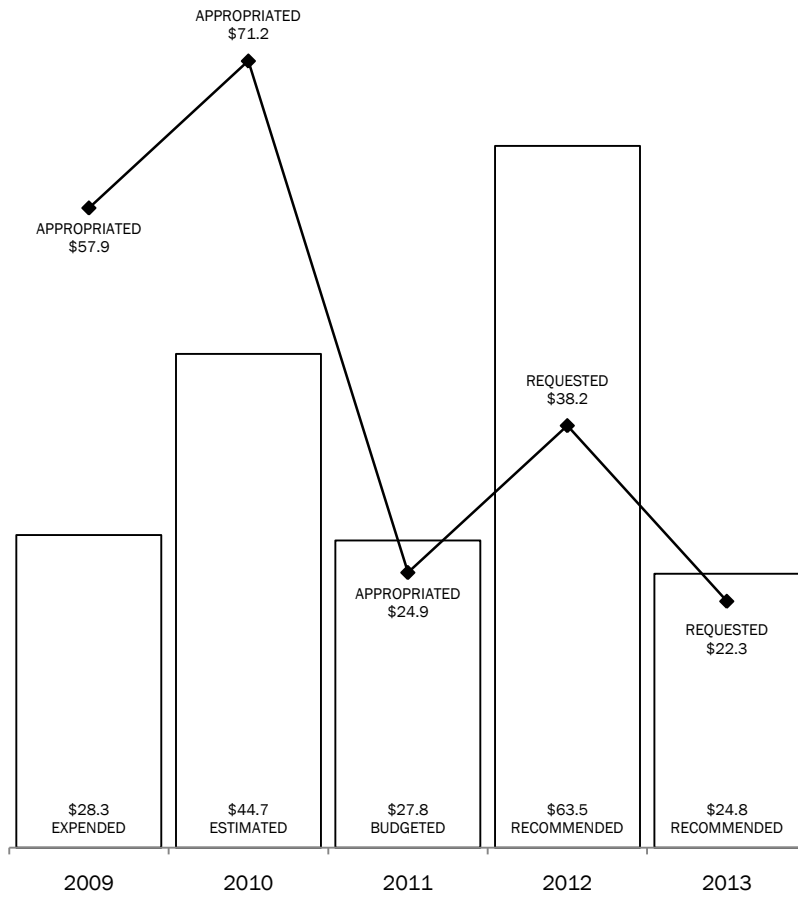 APPROPRIATED
$71.2
APPROPRIATED
$57.9
REQUESTED
$38.2
APPROPRIATED
$24.9
REQUESTED
$22.3
$28.3
EXPENDED
$44.7
ESTIMATED
$27.8
BUDGETED
$63.5
RECOMMENDED
$24.8
RECOMMENDED
2009
2010
2011
2012
2013